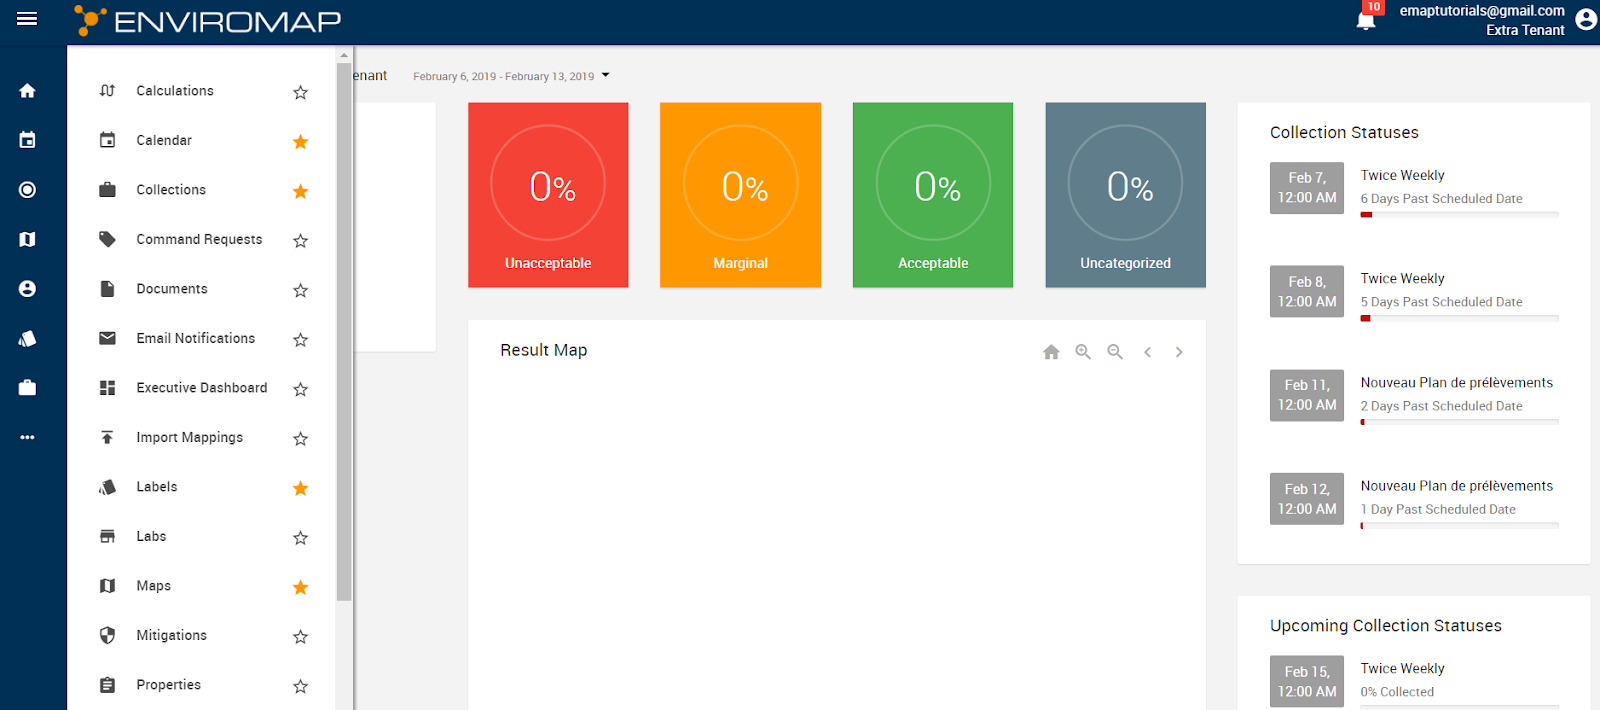 ENVIROMAP
10
emaptutorials@gmail.com
Extra Tenant
Calculations
Calendar
Collections
Command Requests
Documents
Email Notifications
Executive Dashboard
Import Mappings
Labels
Labs
Maps
Mitigations
Properties
enant
February 6, 2019 - February 13, 2019
0%
Unacceptable
0%
Marginal
0%
Acceptable
0%
Uncategorized
Result Map
Collection Statuses
Feb 7,
12:00 AM
Twice Weekly
6 Days Past Scheduled Date
Feb 8,
12:00 AM
Twice Weekly
5 Days Past Scheduled Date
Feb 11,
12:00 AM
Nouveau Plan de prélèvements
2 Days Past Scheduled Date
Feb 12,
12:00 AM
Nouveau Plan de prélèvements
1 Day Past Scheduled Date
Upcoming Collection Statuses
Feb 15,
12:00 AM
Twice Weekly
0% Collected